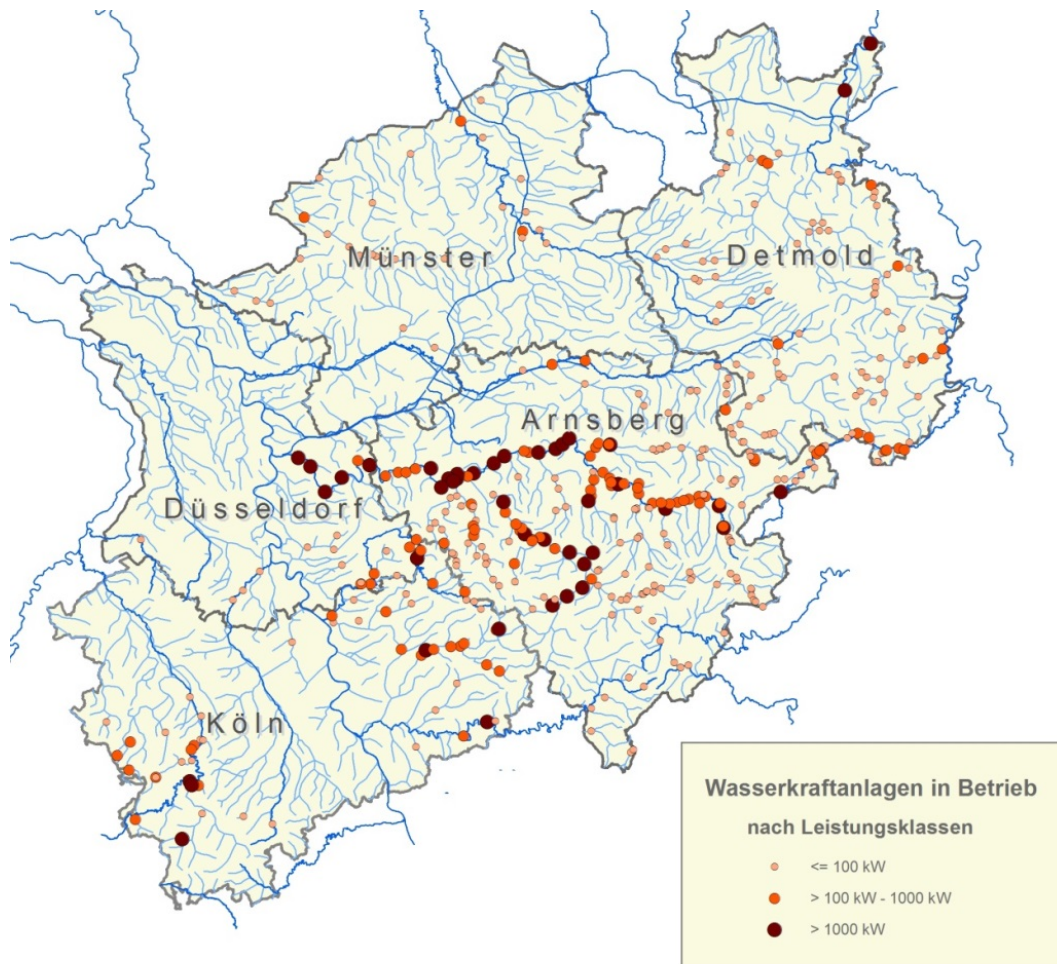 Münster
Detmold
Arnsberg
Düsseldorf
Köln
Wasserkraftanlagen in Betrieb
nach Leistungsklassen
<= 100 kW
> 100 kW - 1000 kW
> 1000 kW